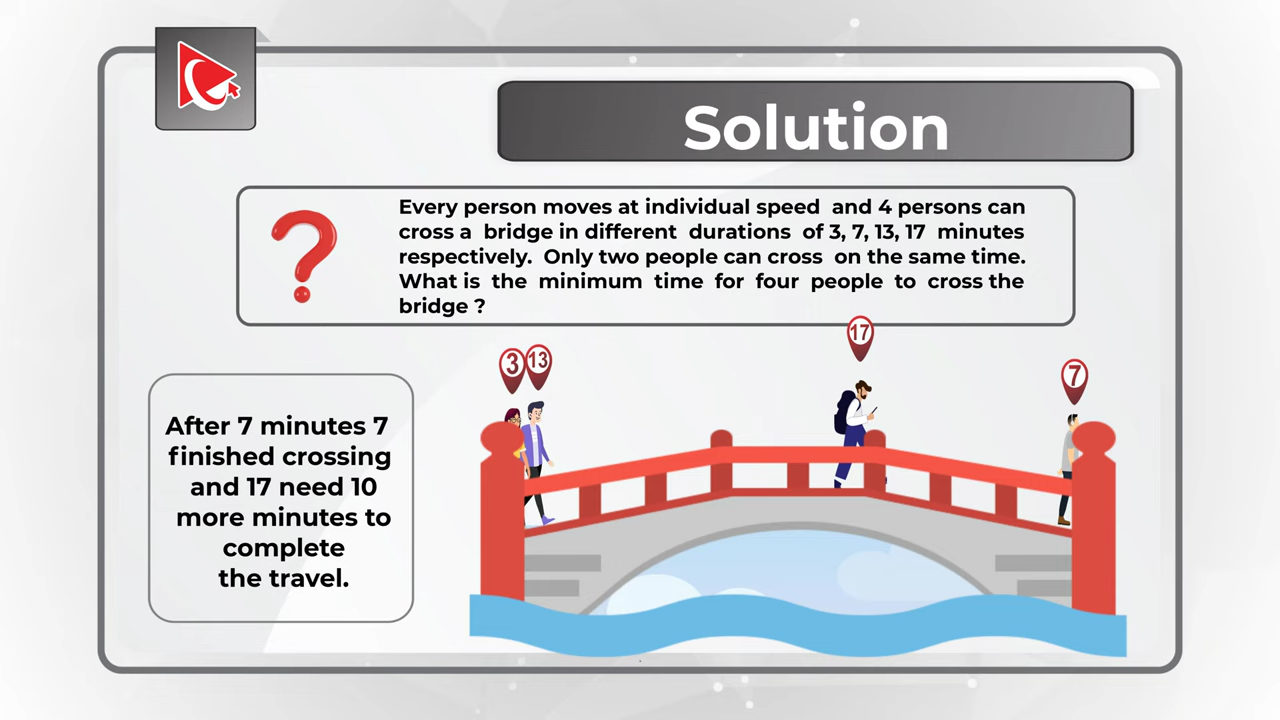 Solution
Every person moves at individual speed and 4 persons can
cross a bridge in different durations of 3, 7, 13, 17 minutes
respectively. Only two people can cross on the same time.
What is the minimum time for four people to cross the
bridge ?
17
3 13
7
After 7 minutes 7
finished crossing
and 17 need 10
more minutes to
complete
the travel.